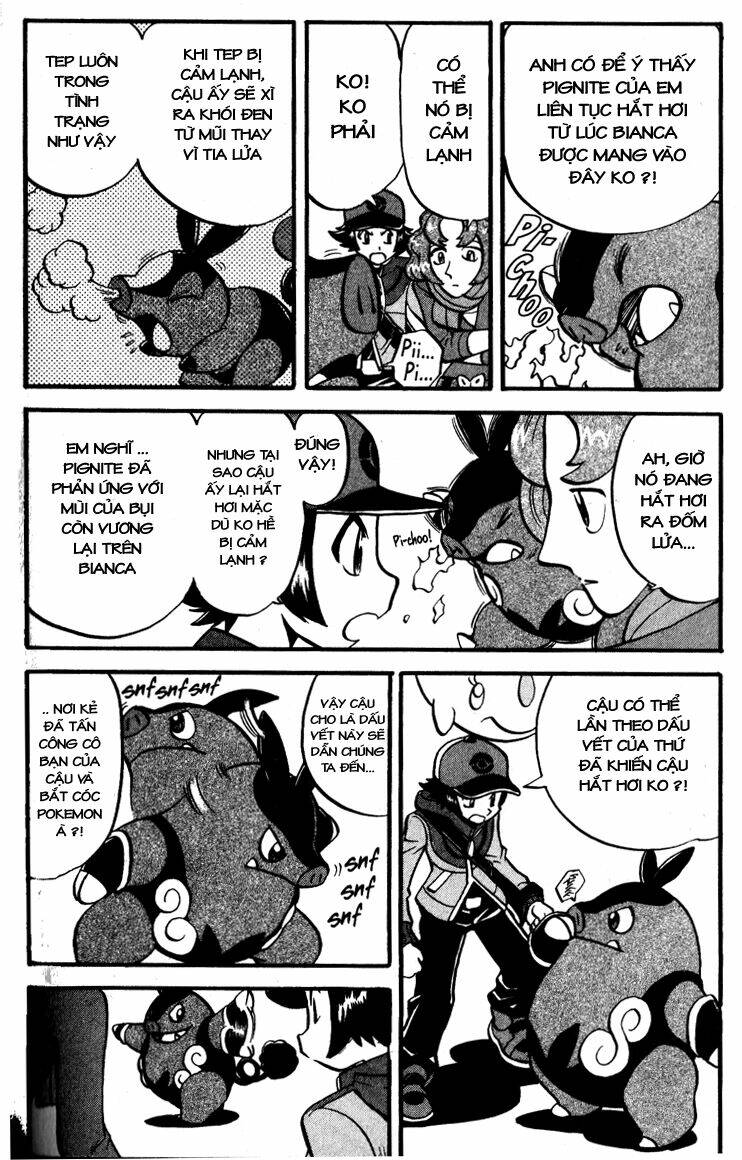 ANH CÓ ĐỂ Ý THẤY
PIGNITE CỦA EM
LIÊN TỤC HẮT HƠI
TỪ LÚC BIANCA
ĐƯỢC MANG VÀO
ĐÂY KO ?!
Pi-
choo
CÓ
THỂ
NÓ BỊ
CẢM
LẠNH
KO!
KO
PHẢI
Pii...
Pi...
KHI TEP BỊ
CẢM LẠNH,
CẬU ẤY SẼ XÌ
RA KHÓI ĐEN
TỪ MŨI THAY
VÌ TIA LỬA
TEP LUÔN
TRONG
TÌNH
TRẠNG
NHƯ VẬY
AH, GIỜ
NÓ ĐANG
HẮT HƠI
RA ĐỐM
LỬA...
Pi-choo!
ĐÚNG
VẬY!
NHƯNG TẠI
SAO CẬU
ẤY LẠI HẮT
HƠI MẶC
DÙ KO HỀ
BỊ CẢM
LẠNH ?
EM NGHĨ ...
PIGNITE ĐÃ
PHẢN ỨNG VỚI
MÙI CỦA BỤI
CÒN VƯƠNG
LẠI TRÊN
BIANCA
CẬU CÓ THỂ
LẦN THEO DẤU
VẾT CỦA THỨ
ĐÃ KHIẾN CẬU
HẮT HƠI KO ?
VẬY CẬU
CHO LÀ DẤU
VẾT NÀY SẼ
DẪN CHÚNG
TA ĐẾN...
snf snf snf
.. NƠI KẺ
ĐÃ TẤN
CÔNG CÔ
BẠN CỦA
CẬU VÀ
BẮT CÓC
POKEMON
À ?!
snf
snf
snf